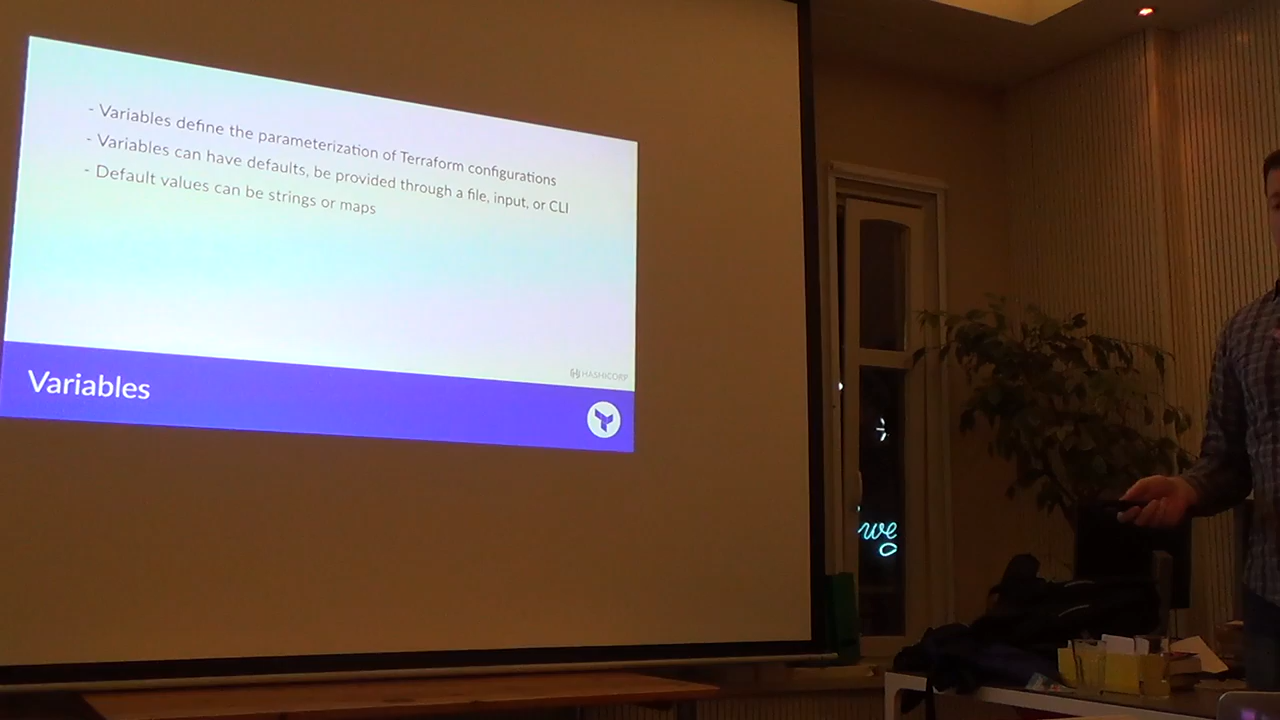 - Variables define the parameterization of Terraform configurations
- Variables can have defaults, be provided through a file, input, or CLI
- Default values can be strings or maps
HASHICORP
Variables
we